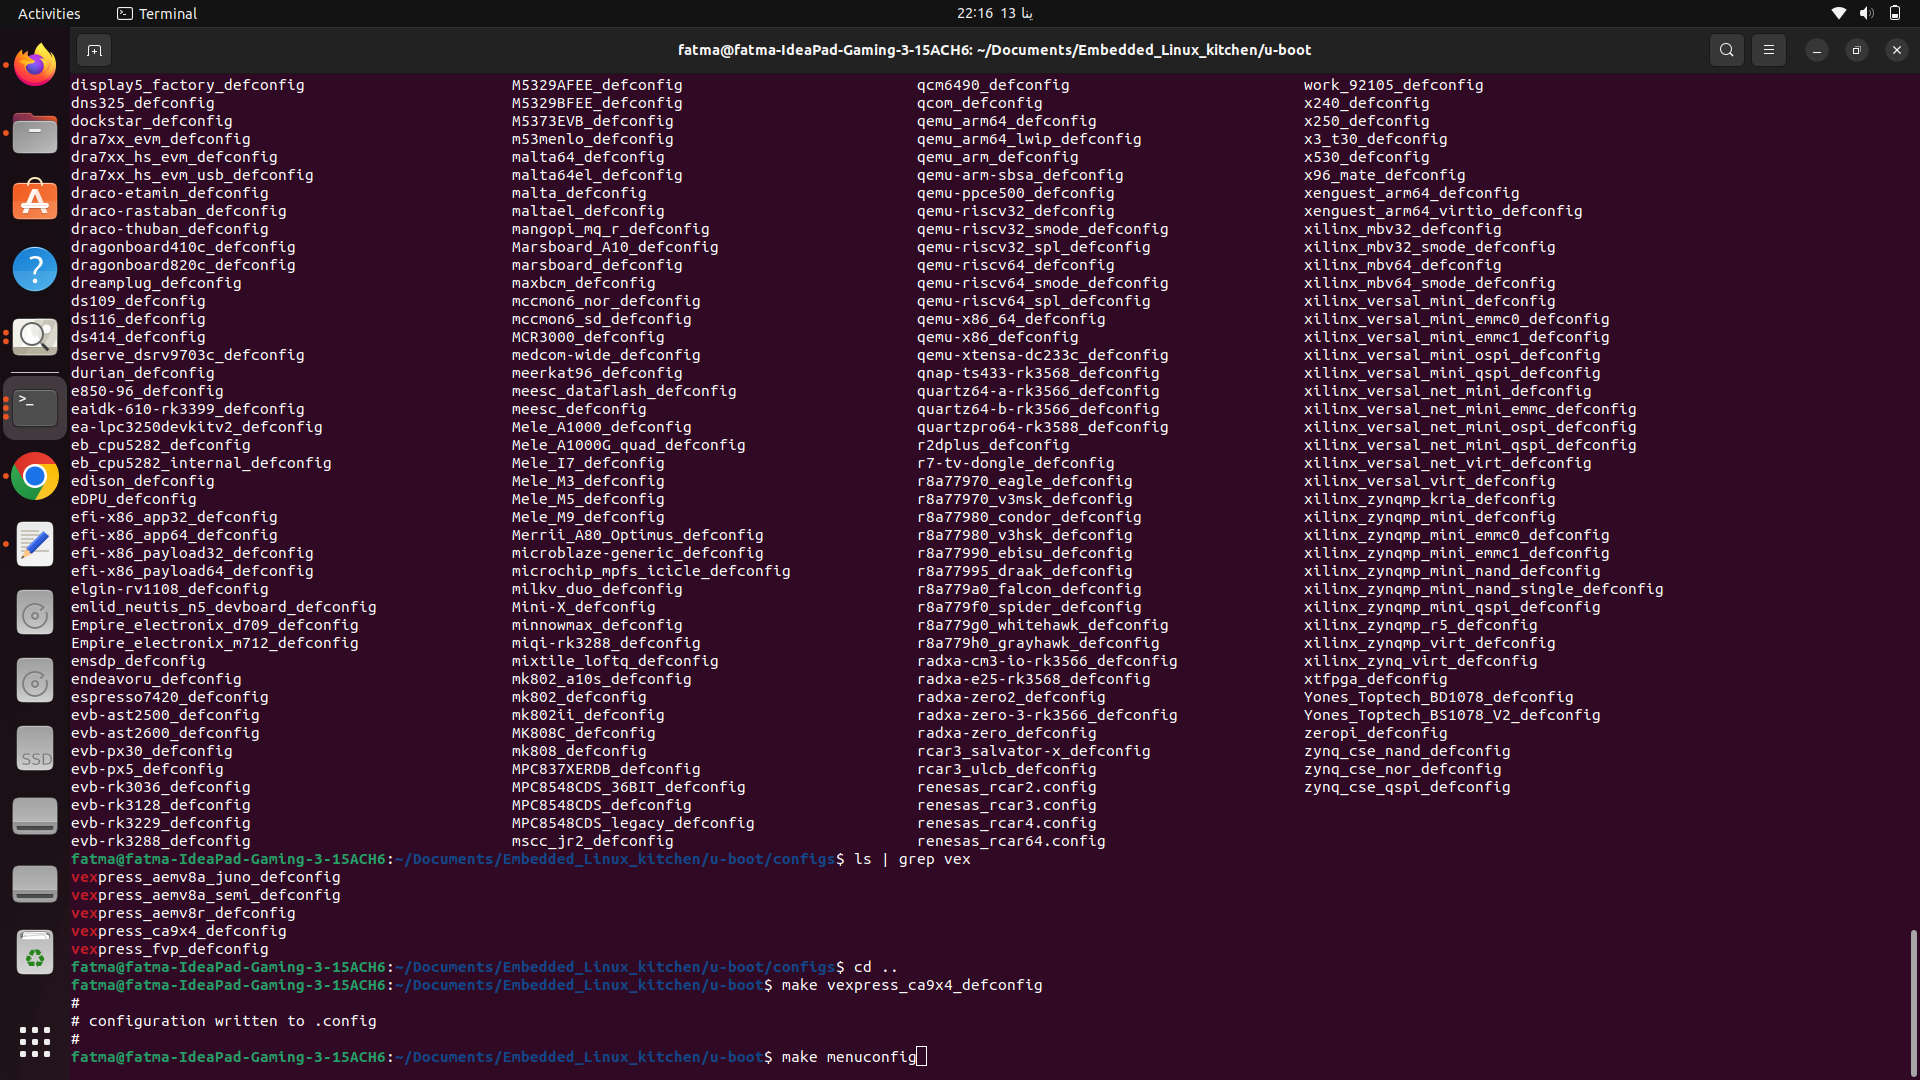 Activities
Terminal
22:16 13 ينا
fatma@fatma-IdeaPad-Gaming-3-15ACH6: ~/Documents/Embedded_Linux_kitchen/u-boot
display5_factory_defconfig M5329AFEE_defconfig qcm6490_defconfig work_92105_defconfig
dns325_defconfig M5329BFEE_defconfig qcom_defconfig x240_defconfig
dockstar_defconfig M5373EVB_defconfig qemu_arm64_defconfig x250_defconfig
dra7xx_evm_defconfig m53menlo_defconfig qemu_arm64_lwip_defconfig x3_t30_defconfig
dra7xx_hs_evm_defconfig malta64_defconfig qemu_arm_defconfig x530_defconfig
dra7xx_hs_evm_usb_defconfig malta64el_defconfig qemu-arm-sbsa_defconfig x96_mate_defconfig
draco-etamin_defconfig malta_defconfig qemu-ppce500_defconfig xenguest_arm64_defconfig
draco-rastaban_defconfig maltael_defconfig qemu-riscv32_defconfig xenguest_arm64_virtio_defconfig
draco-thuban_defconfig mangopi_mq_r_defconfig qemu-riscv32_smode_defconfig xilinx_mbv32_defconfig
dragonboard410c_defconfig Marsboard_A10_defconfig qemu-riscv32_spl_defconfig xilinx_mbv32_smode_defconfig
dragonboard820c_defconfig marsboard_defconfig qemu-riscv64_defconfig xilinx_mbv64_defconfig
dreamplug_defconfig maxbcm_defconfig qemu-riscv64_smode_defconfig xilinx_mbv64_smode_defconfig
ds109_defconfig mccmon6_nor_defconfig qemu-riscv64_spl_defconfig xilinx_versal_mini_defconfig
ds116_defconfig mccmon6_sd_defconfig qemu-x86_64_defconfig xilinx_versal_mini_emmc0_defconfig
ds414_defconfig MCR3000_defconfig qemu-x86_defconfig xilinx_versal_mini_emmc1_defconfig
dserve_dsrv9703c_defconfig medcom-wide_defconfig qemu-xtensa-dc233c_defconfig xilinx_versal_mini_ospi_defconfig
durian_defconfig meerkat96_defconfig qnap-ts433-rk3568_defconfig xilinx_versal_mini_qspi_defconfig
e850-96_defconfig meesc_dataflash_defconfig quartz64-a-rk3566_defconfig xilinx_versal_net_mini_defconfig
eaidk-610-rk3399_defconfig meesc_defconfig quartz64-b-rk3566_defconfig xilinx_versal_net_mini_emmc_defconfig
ea-lpc3250devkitv2_defconfig Mele_A1000_defconfig quartzpro64-rk3588_defconfig xilinx_versal_net_mini_ospi_defconfig
eb_cpu5282_defconfig Mele_A1000G_quad_defconfig r2dplus_defconfig xilinx_versal_net_mini_qspi_defconfig
eb_cpu5282_internal_defconfig Mele_I7_defconfig r7-tv-dongle_defconfig xilinx_versal_net_virt_defconfig
edison_defconfig Mele_M3_defconfig r8a77970_eagle_defconfig xilinx_versal_virt_defconfig
eDPU_defconfig Mele_M5_defconfig r8a77970_v3msk_defconfig xilinx_zynqmp_kria_defconfig
efi-x86_app32_defconfig Mele_M9_defconfig r8a77980_condor_defconfig xilinx_zynqmp_mini_defconfig
efi-x86_app64_defconfig Merrii_A80_Optimus_defconfig r8a77980_v3hsk_defconfig xilinx_zynqmp_mini_emmc0_defconfig
efi-x86_payload32_defconfig microblaze-generic_defconfig r8a77990_ebisu_defconfig xilinx_zynqmp_mini_emmc1_defconfig
efi-x86_payload64_defconfig microchip_mpfs_icicle_defconfig r8a77995_draak_defconfig xilinx_zynqmp_mini_nand_defconfig
elgin-rv1108_defconfig milkv_duo_defconfig r8a779a0_falcon_defconfig xilinx_zynqmp_mini_nand_single_defconfig
emlid_neutis_n5_devboard_defconfig Mini-X_defconfig r8a779f0_spider_defconfig xilinx_zynqmp_mini_qspi_defconfig
Empire_electronix_d709_defconfig minnowmax_defconfig r8a779g0_whitehawk_defconfig xilinx_zynqmp_r5_defconfig
Empire_electronix_m712_defconfig miqi-rk3288_defconfig r8a779h0_grayhawk_defconfig xilinx_zynqmp_virt_defconfig
emsdp_defconfig mixtile_loftq_defconfig radxa-cm3-io-rk3566_defconfig xilinx_zynq_virt_defconfig
endeavoru_defconfig mk802_a10s_defconfig radxa-e25-rk3568_defconfig xtfpga_defconfig
espresso7420_defconfig mk802_defconfig radxa-zero2_defconfig Yones_Toptech_BD1078_defconfig
evb-ast2500_defconfig mk802ii_defconfig radxa-zero-3-rk3566_defconfig Yones_Toptech_BS1078_V2_defconfig
evb-ast2600_defconfig MK808C_defconfig radxa-zero_defconfig zeropi_defconfig
evb-px30_defconfig mk808_defconfig rcar3_salvator-x_defconfig zynq_cse_nand_defconfig
evb-px5_defconfig MPC837XERDB_defconfig rcar3_ulcb_defconfig zynq_cse_nor_defconfig
evb-rk3036_defconfig MPC8548CDS_36BIT_defconfig renesas_rcar2.config zynq_cse_qspi_defconfig
evb-rk3128_defconfig MPC8548CDS_defconfig renesas_rcar3.config
evb-rk3229_defconfig MPC8548CDS_legacy_defconfig renesas_rcar4.config
evb-rk3288_defconfig mscc_jr2_defconfig renesas_rcar64.config
fatma@fatma-IdeaPad-Gaming-3-15ACH6:~/Documents/Embedded_Linux_kitchen/u-boot/configs$ ls | grep vex
vexpress_aemv8a_juno_defconfig
vexpress_aemv8a_semi_defconfig
vexpress_aemv8r_defconfig
vexpress_ca9x4_defconfig
vexpress_fvp_defconfig
fatma@fatma-IdeaPad-Gaming-3-15ACH6:~/Documents/Embedded_Linux_kitchen/u-boot/configs$ cd ..
fatma@fatma-IdeaPad-Gaming-3-15ACH6:~/Documents/Embedded_Linux_kitchen/u-boot$ make vexpress_ca9x4_defconfig
#
# configuration written to .config
#
fatma@fatma-IdeaPad-Gaming-3-15ACH6:~/Documents/Embedded_Linux_kitchen/u-boot$ make menuconfig
SSD